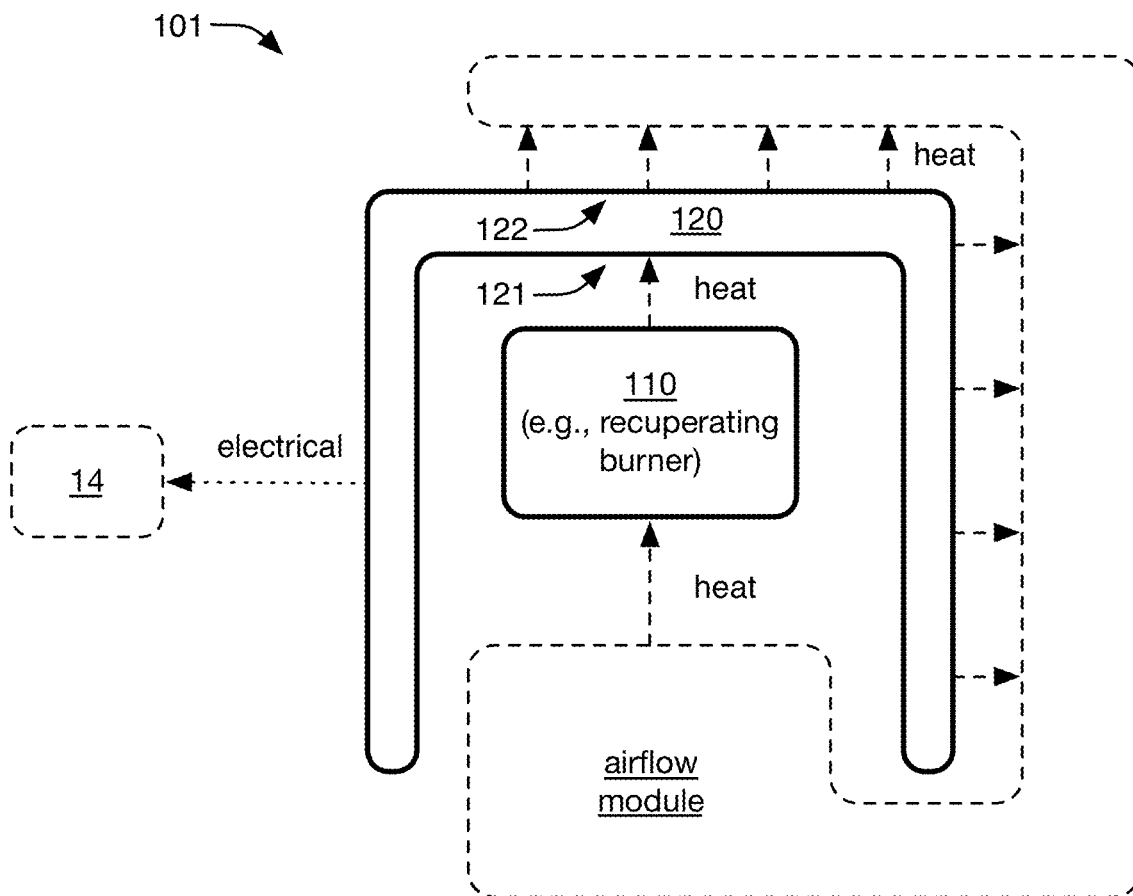 101
heat
122
120
121
heat
110
(e.g., recuperating
burner)
electrical
14
heat
airflow
module